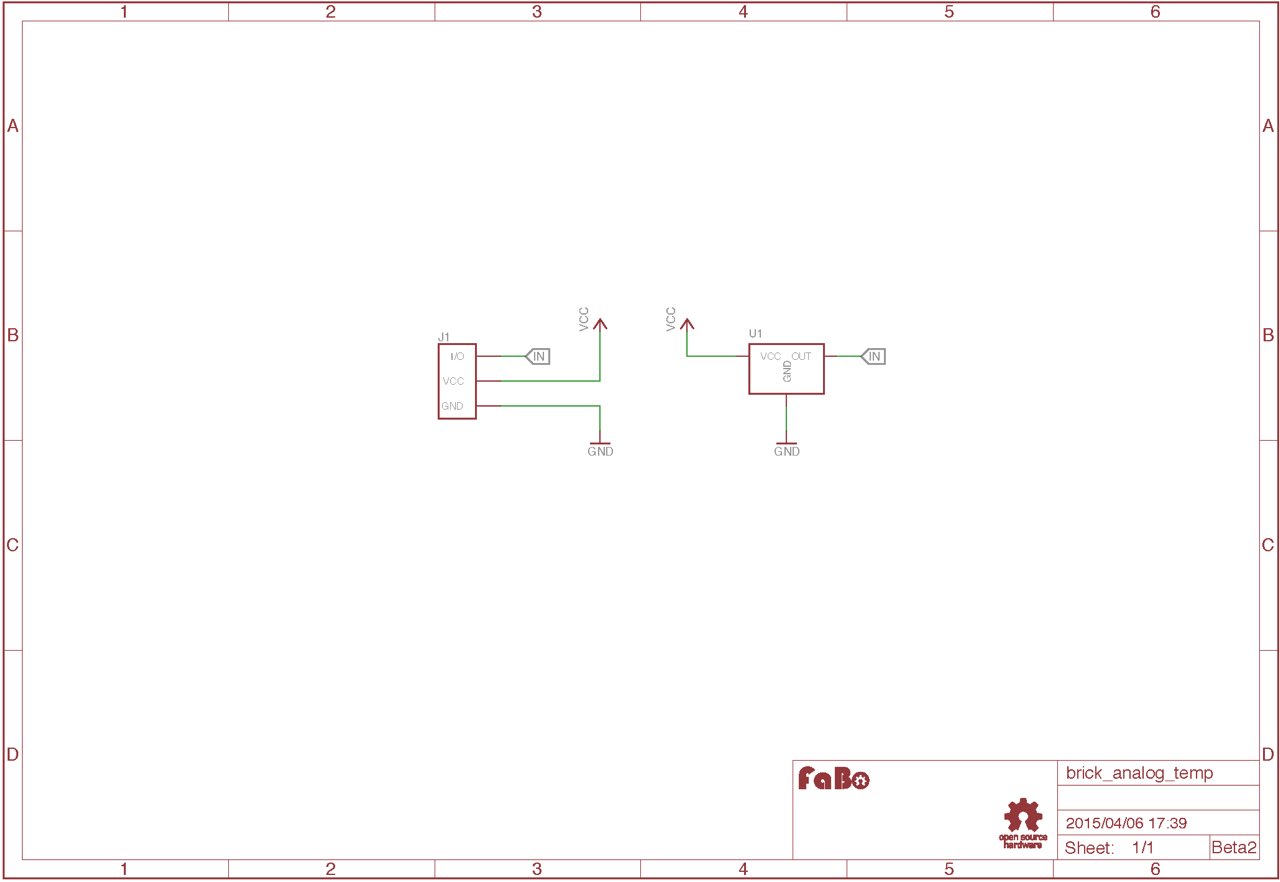 1 2 3 4 5 6
A A
VCC VCC
B B
J1 U1
I/O IN VCC OUT IN
GND
VCC
GND
GND GND
C C
D D
FaBo
brick_analog_temp
2015/04/06 17:39
open source
hardware
Sheet: 1/1 Beta2
1 2 3 4 5 6